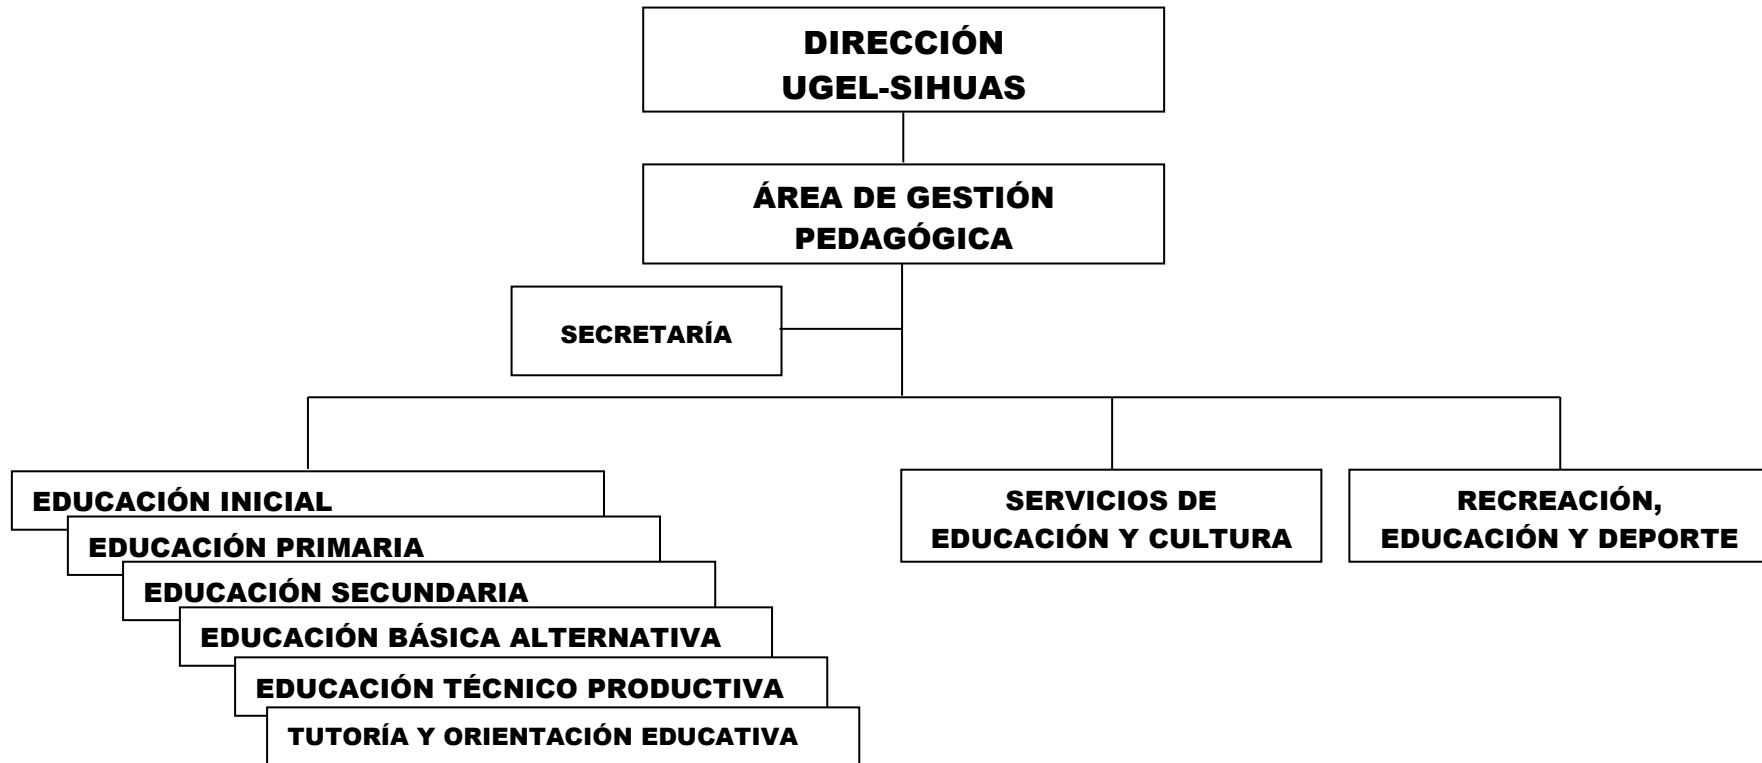 DIRECCIÓN
UGEL-SIHUAS
ÁREA DE GESTIÓN
PEDAGÓGICA
SECRETARÍA
EDUCACIÓN INICIAL
EDUCACIÓN PRIMARIA
EDUCACIÓN SECUNDARIA
EDUCACIÓN BÁSICA ALTERNATIVA
EDUCACIÓN TÉCNICO PRODUCTIVA
TUTORÍA Y ORIENTACIÓN EDUCATIVA
SERVICIOS DE
EDUCACIÓN Y CULTURA
RECREACIÓN,
EDUCACIÓN Y DEPORTE